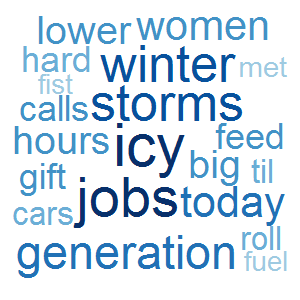 lower women
hard winter met
fist
calls storms
hours icy feed
gift big til
cars jobs today
generation roll
fuel